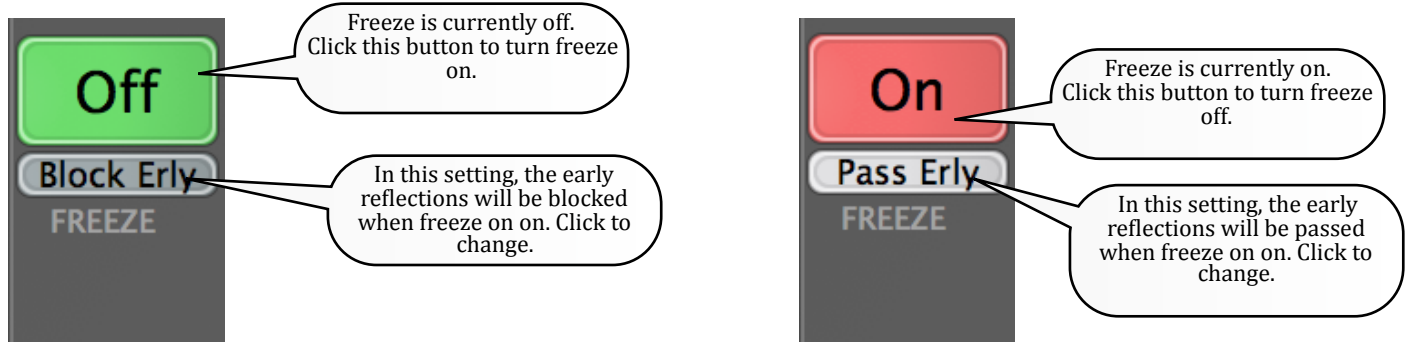 Off
Block Erly
FREEZE
Freeze is currently off.
Click this button to turn freeze
on.
In this setting, the early
reflections will be blocked
when freeze on on. Click to
change.
On
Pass Erly
FREEZE
Freeze is currently on.
Click this button to turn freeze
off.
In this setting, the early
reflections will be passed
when freeze on on. Click to
change.